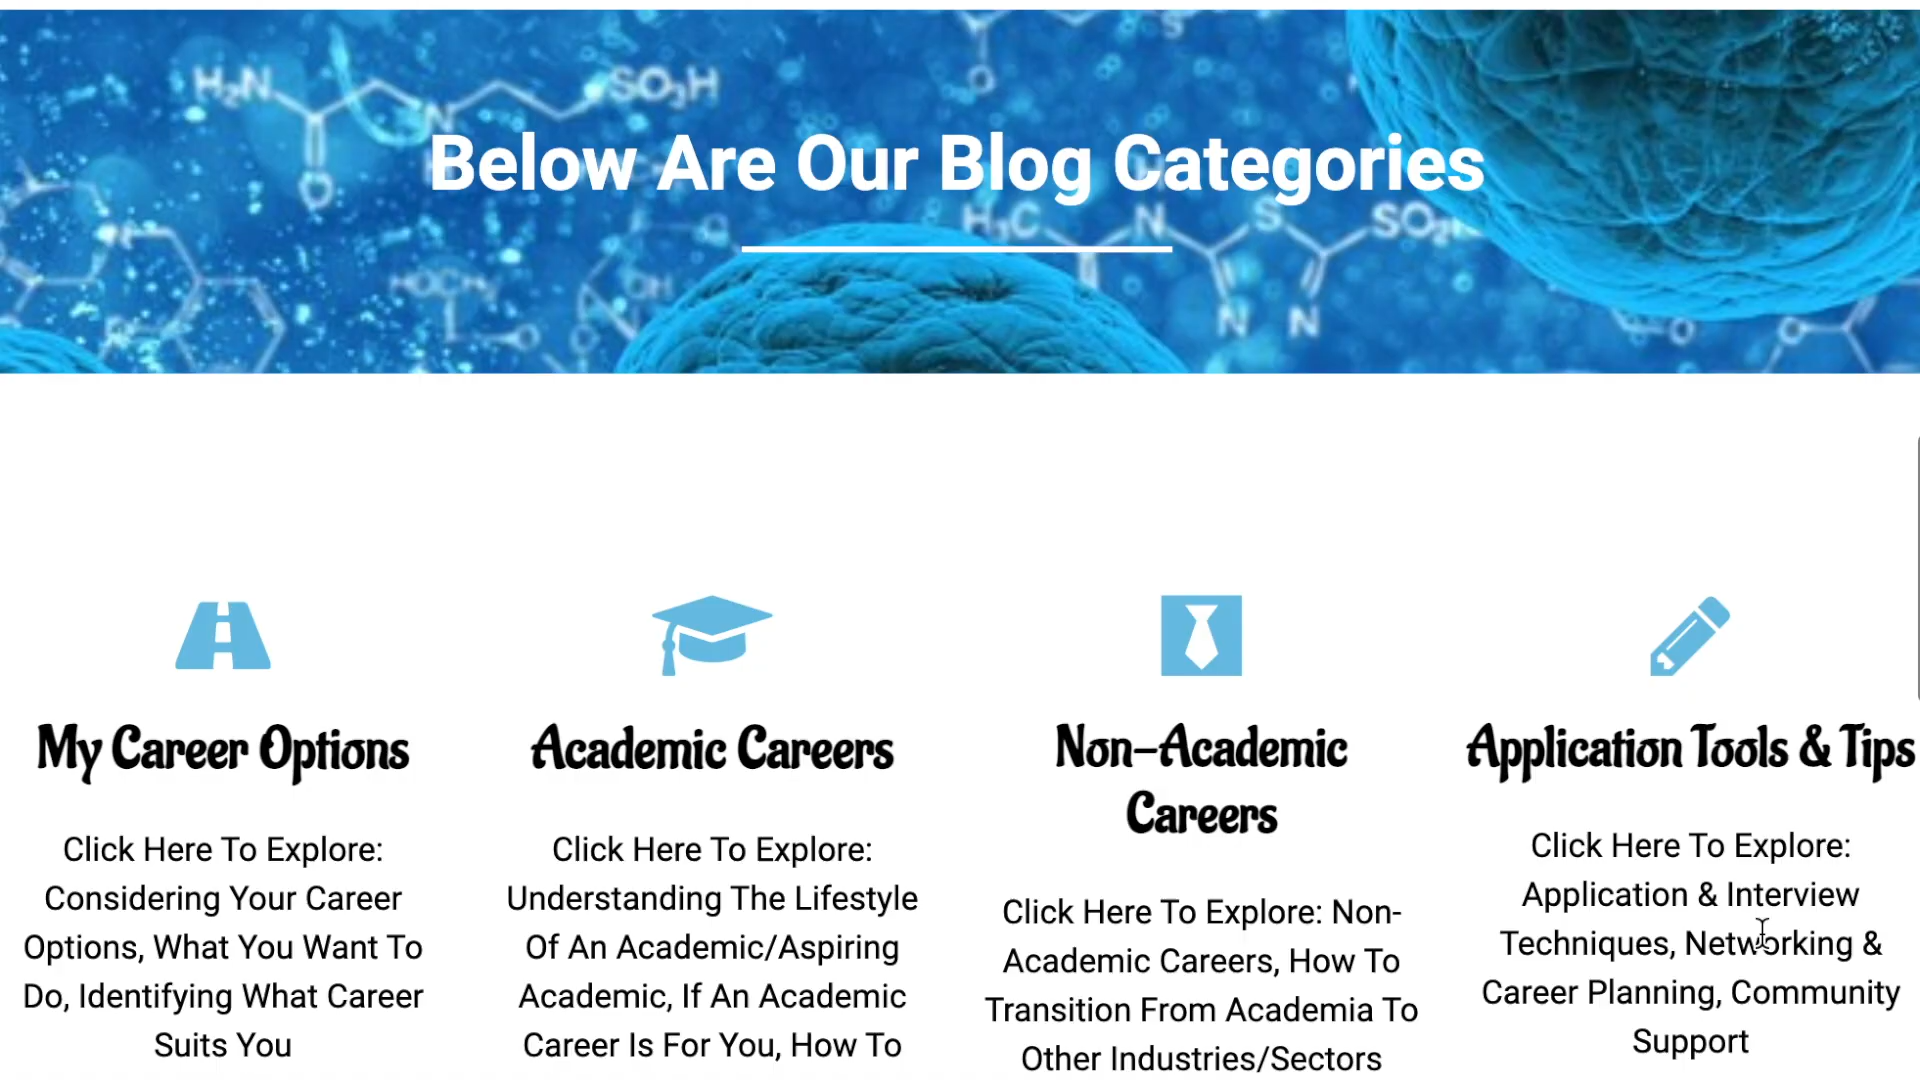 H₂N
SO₃H
N
O
O
S
Below Are Our Blog Categories
H₃C
N
S
SO₂
N
N
O
O
My Career Options
Click Here To Explore:
Considering Your Career
Options, What You Want To
Do, Identifying What Career
Suits You
Academic Careers
Click Here To Explore:
Understanding The Lifestyle
Of An Academic/Aspiring
Academic, If An Academic
Career Is For You, How To
Non-Academic
Careers
Click Here To Explore: Non-
Academic Careers, How To
Transition From Academia To
Other Industries/Sectors
Application Tools & Tips
Click Here To Explore:
Application & Interview
Techniques, Networking &
Career Planning, Community
Support